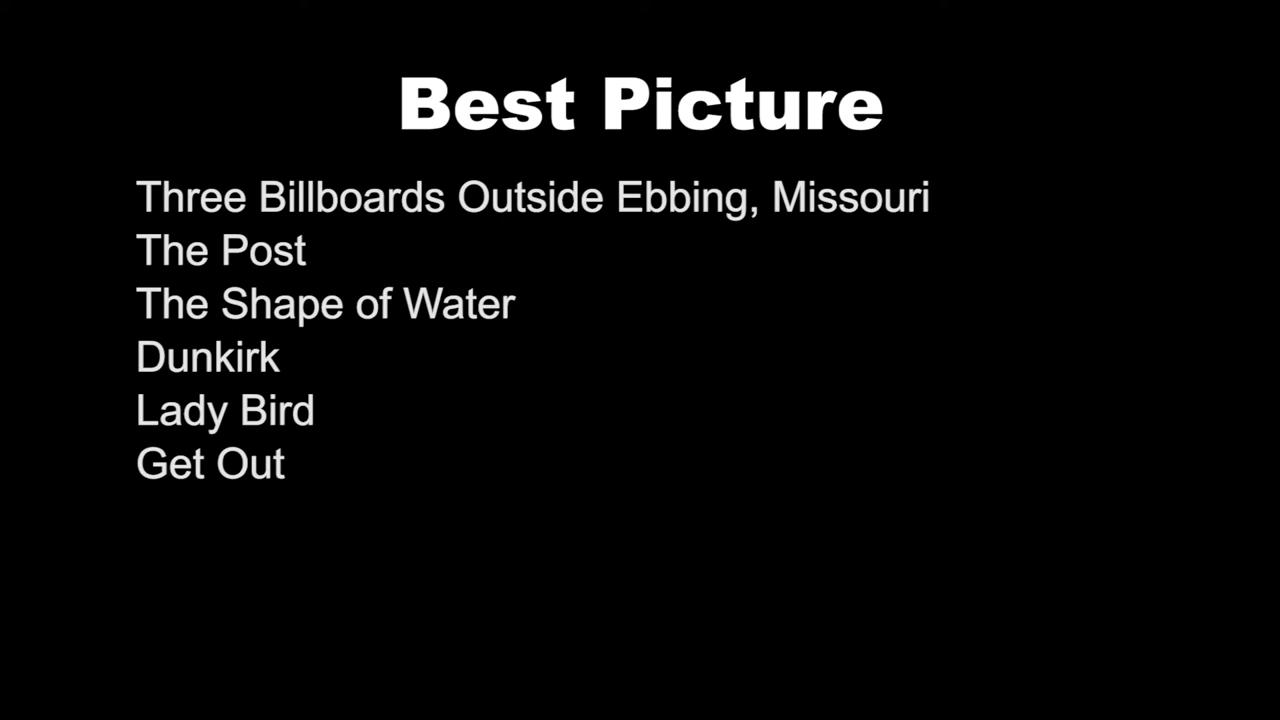 Best Picture
Three Billboards Outside Ebbing, Missouri
The Post
The Shape of Water
Dunkirk
Lady Bird
Get Out